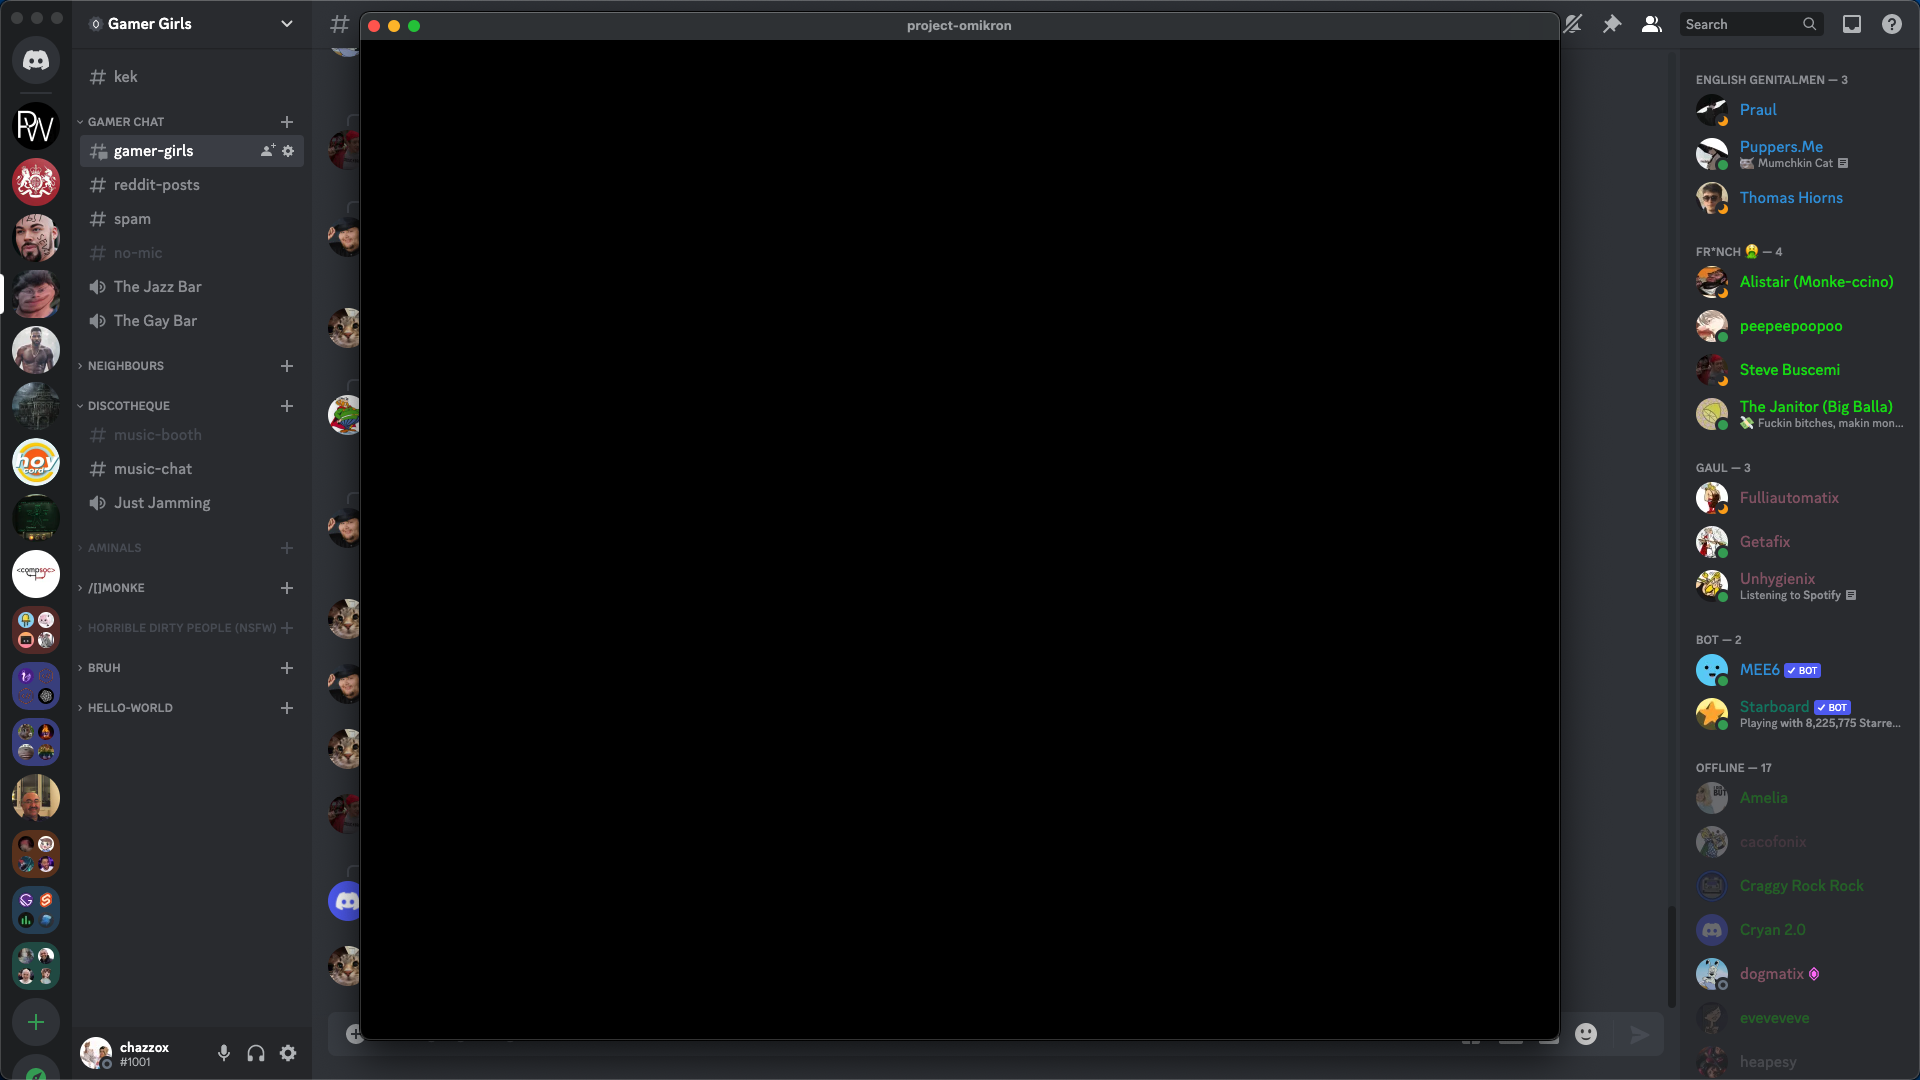 Gamer Girls
project-omikron
Search
kek
GAMER CHAT
gamer-girls
reddit-posts
spam
no-mic
The Jazz Bar
The Gay Bar
NEIGHBOURS
DISCOTHEQUE
music-booth
music-chat
Just Jamming
AMINALS
/[]MONKE
HORRIBLE DIRTY PEOPLE (NSFW)
BRUH
HELLO-WORLD
chazzox
#1001
PW
hoy
<compsoc>
ENGLISH GENITALMEN — 3
Praul
Puppers.Me
Mumchkin Cat
Thomas Hiorns
FR*NCH 🤮 — 4
Alistair (Monke-ccino)
peepeepoopoo
Steve Buscemi
The Janitor (Big Balla)
💸 Fuckin bitches, makin mon...
GAUL — 3
Fulliautomatix
Getafix
Unhygienix
Listening to Spotify
BOT — 2
MEE6 ✓ BOT
Starboard ✓ BOT
Playing with 8,225,775 Starre...
OFFLINE — 17
Amelia
cacofonix
Craggy Rock Rock
Cryan 2.0
dogmatix
eveveveve
heapesy